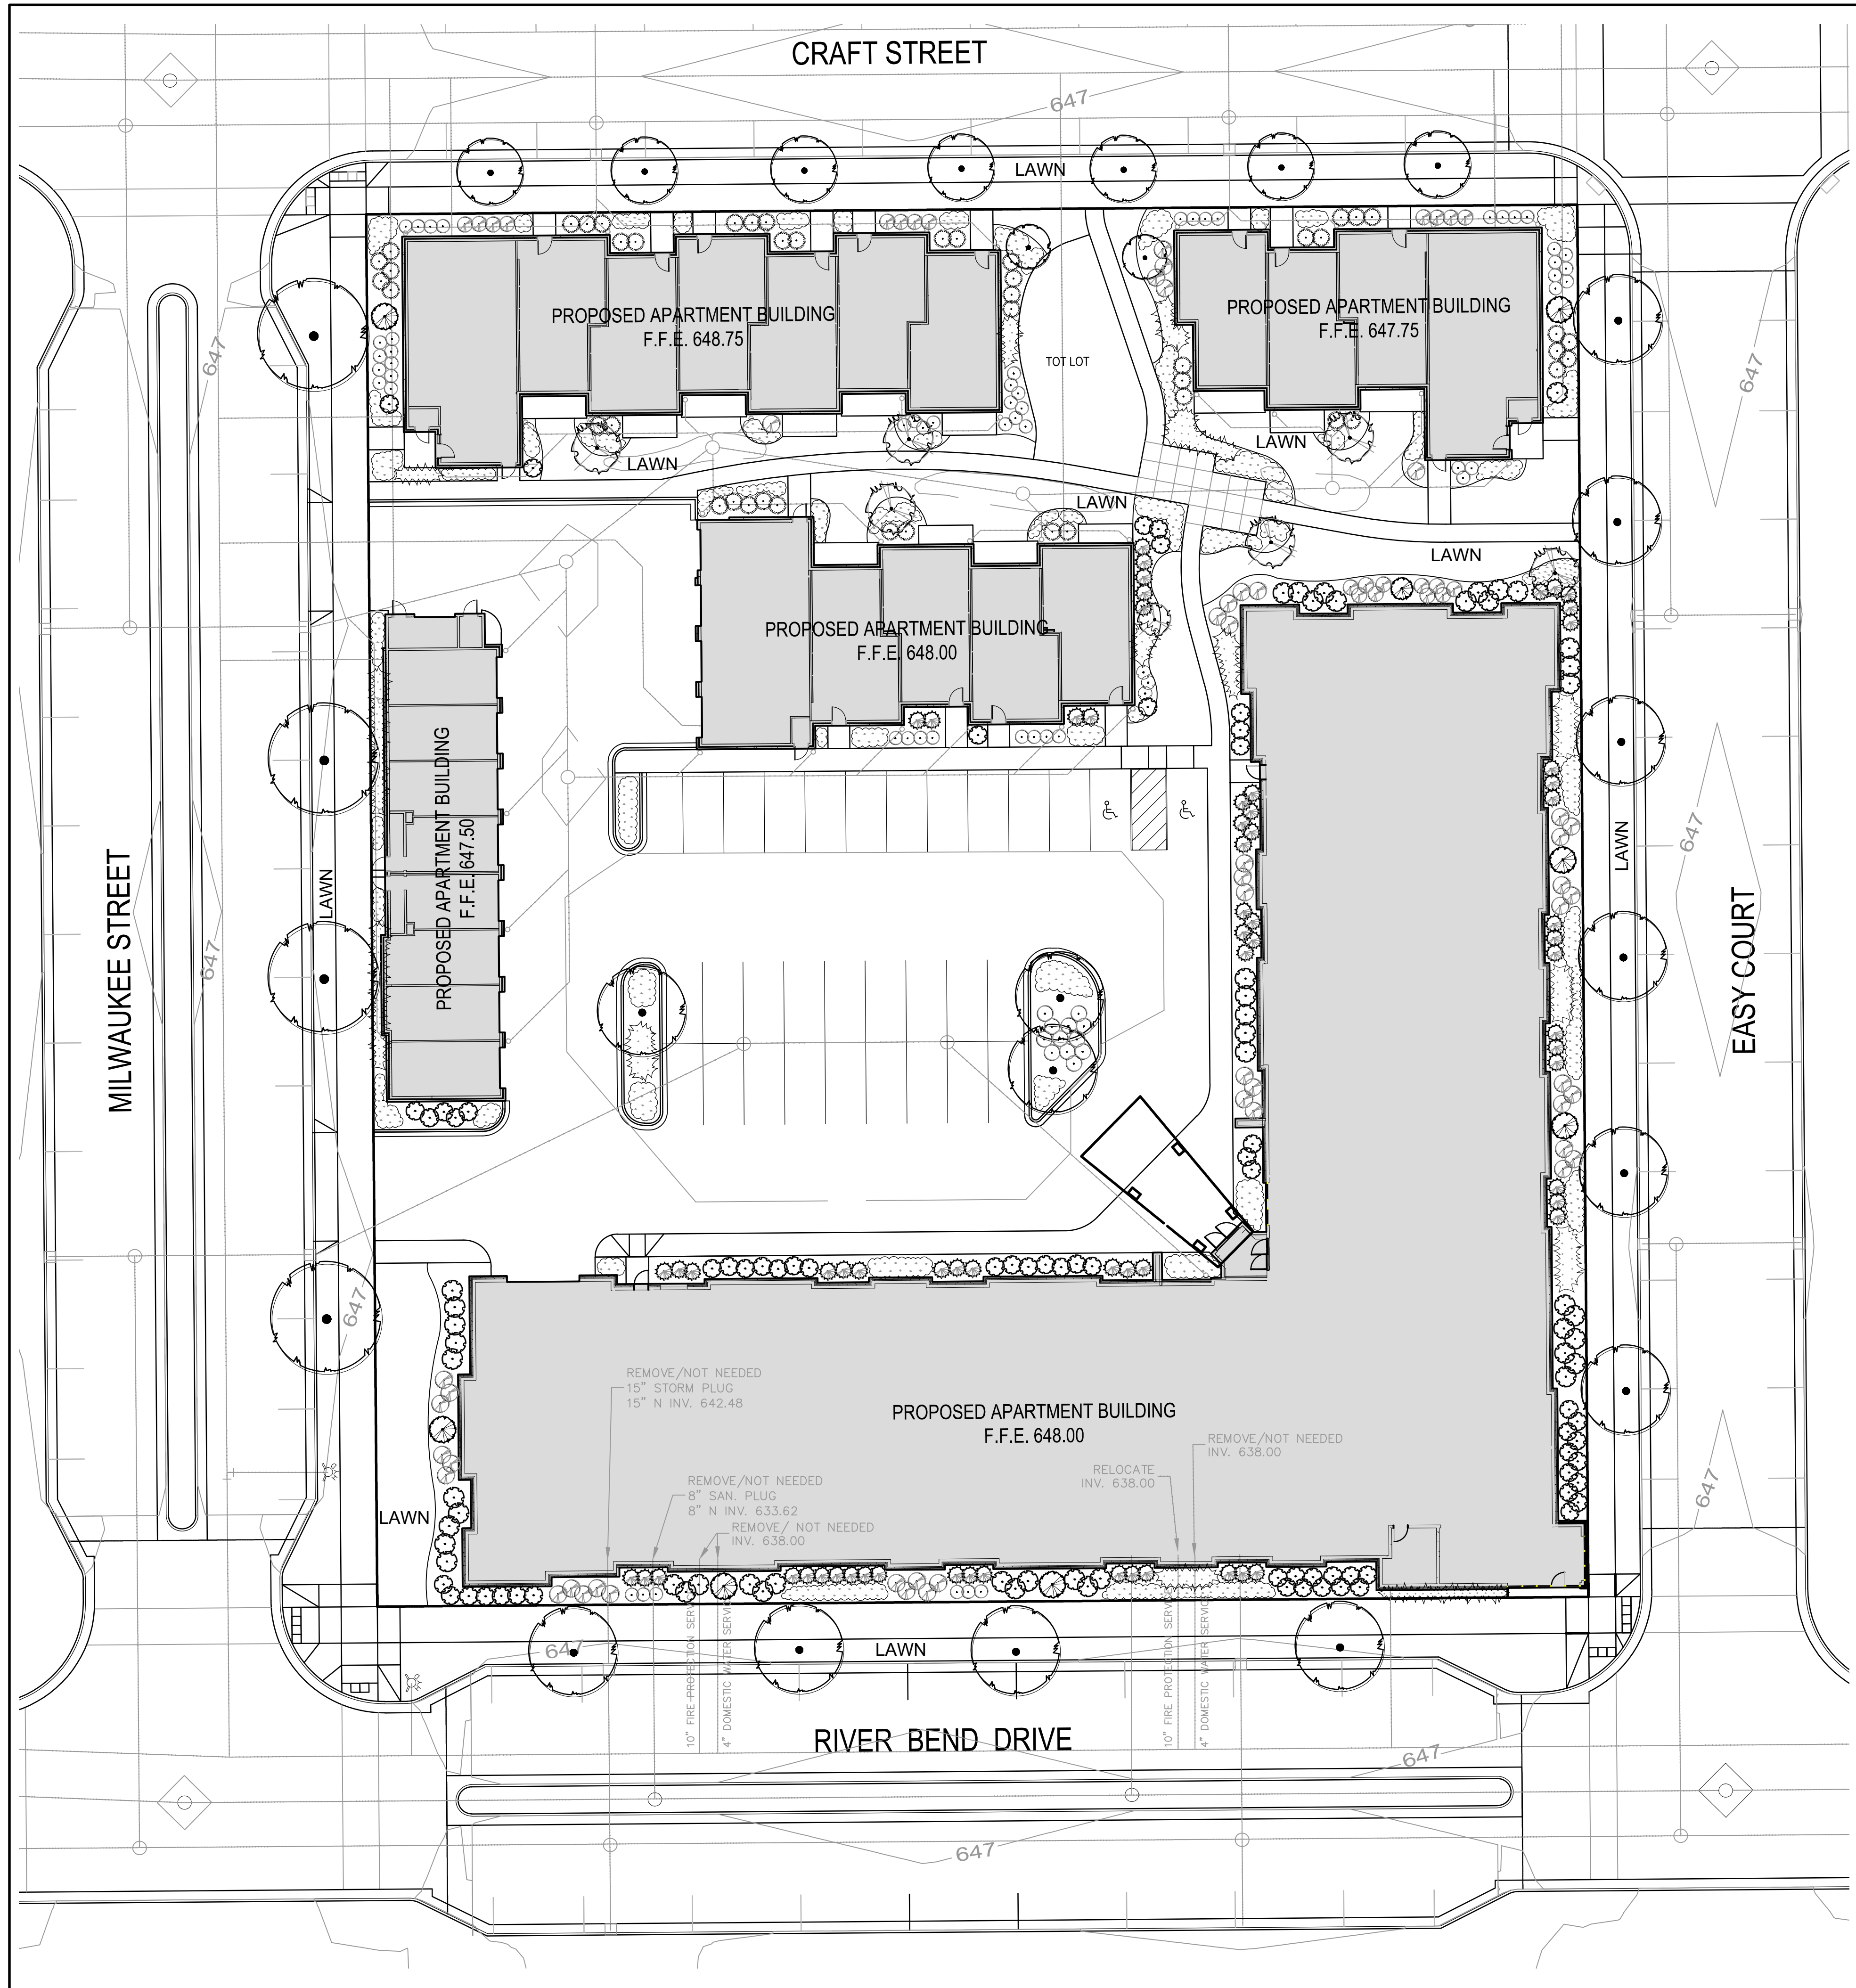 CRAFT STREET
647
LAWN
PROPOSED APARTMENT BUILDING
F.F.E. 648.75
PROPOSED APARTMENT BUILDING
F.F.E. 647.75
TOT LOT
647
647
LAWN
LAWN
LAWN
LAWN
PROPOSED APARTMENT BUILDING
F.F.E. 648.00
PROPOSED APARTMENT BUILDING
F.F.E. 647.50
MILWAUKEE STREET
LAWN
647
647
LAWN
EASY COURT
647
REMOVE/NOT NEEDED
15" STORM PLUG
15" N INV. 642.48
PROPOSED APARTMENT BUILDING
F.F.E. 648.00
REMOVE/NOT NEEDED
INV. 638.00
RELOCATE
INV. 638.00
REMOVE/NOT NEEDED
8" SAN. PLUG
8" N INV. 633.62
REMOVE/ NOT NEEDED
INV. 638.00
647
LAWN
647
LAWN
10" FIRE PROTECTION SERVIC
4" DOMESTIC WATER SERVIC
10" FIRE PROTECTION SERVIC
4" DOMESTIC WATER SERVIC
RIVER BEND DRIVE
647
647